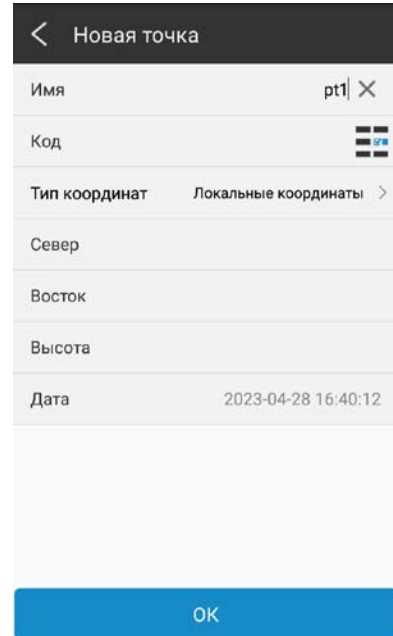 Новая точка
Имя pt1
Код
Тип координат Локальные координаты
Север
Восток
Высота
Дата 2023-04-28 16:40:12
OK